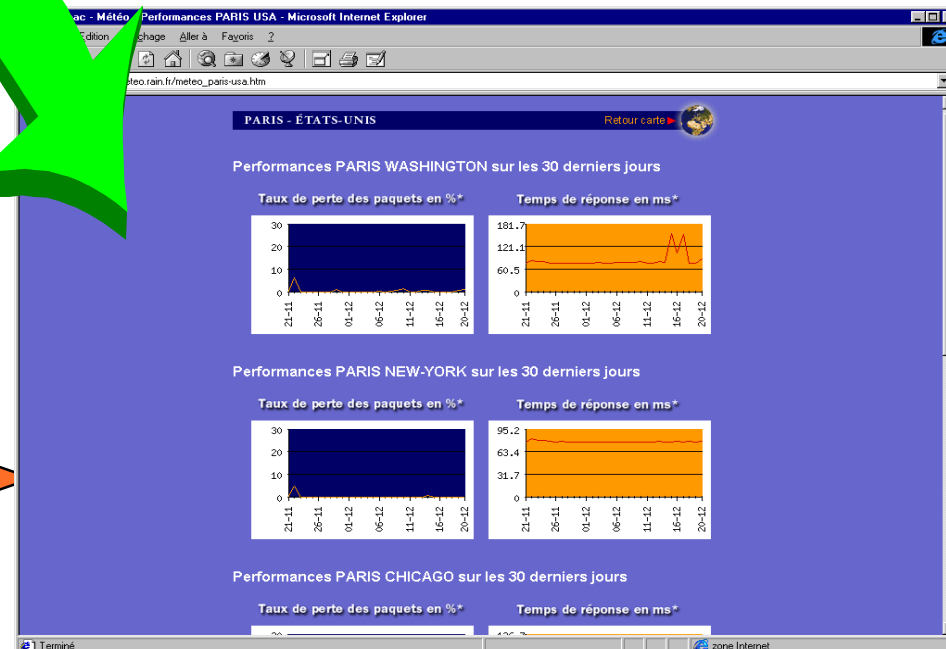 ac - Météo - Performances PARIS USA - Microsoft Internet Explorer
Edition Affichage Aller à Favoris ?
meteo.rain.fr/meteo_paris-usa.htm
PARIS - ÉTATS-UNIS Retour carte
Performances PARIS WASHINGTON sur les 30 derniers jours
Taux de perte des paquets en %* Temps de réponse en ms*
30 181.7
20 121.1
10 60.5
0 0
21-11 26-11 01-12 06-12 11-12 16-12 20-12 21-11 26-11 01-12 06-12 11-12 16-12 20-12
Performances PARIS NEW-YORK sur les 30 derniers jours
Taux de perte des paquets en %* Temps de réponse en ms*
30 95.2
20 63.4
10 31.7
0 0
21-11 26-11 01-12 06-12 11-12 16-12 20-12 21-11 26-11 01-12 06-12 11-12 16-12 20-12
Performances PARIS CHICAGO sur les 30 derniers jours
Taux de perte des paquets en %* Temps de réponse en ms*
Terminé zone Internet